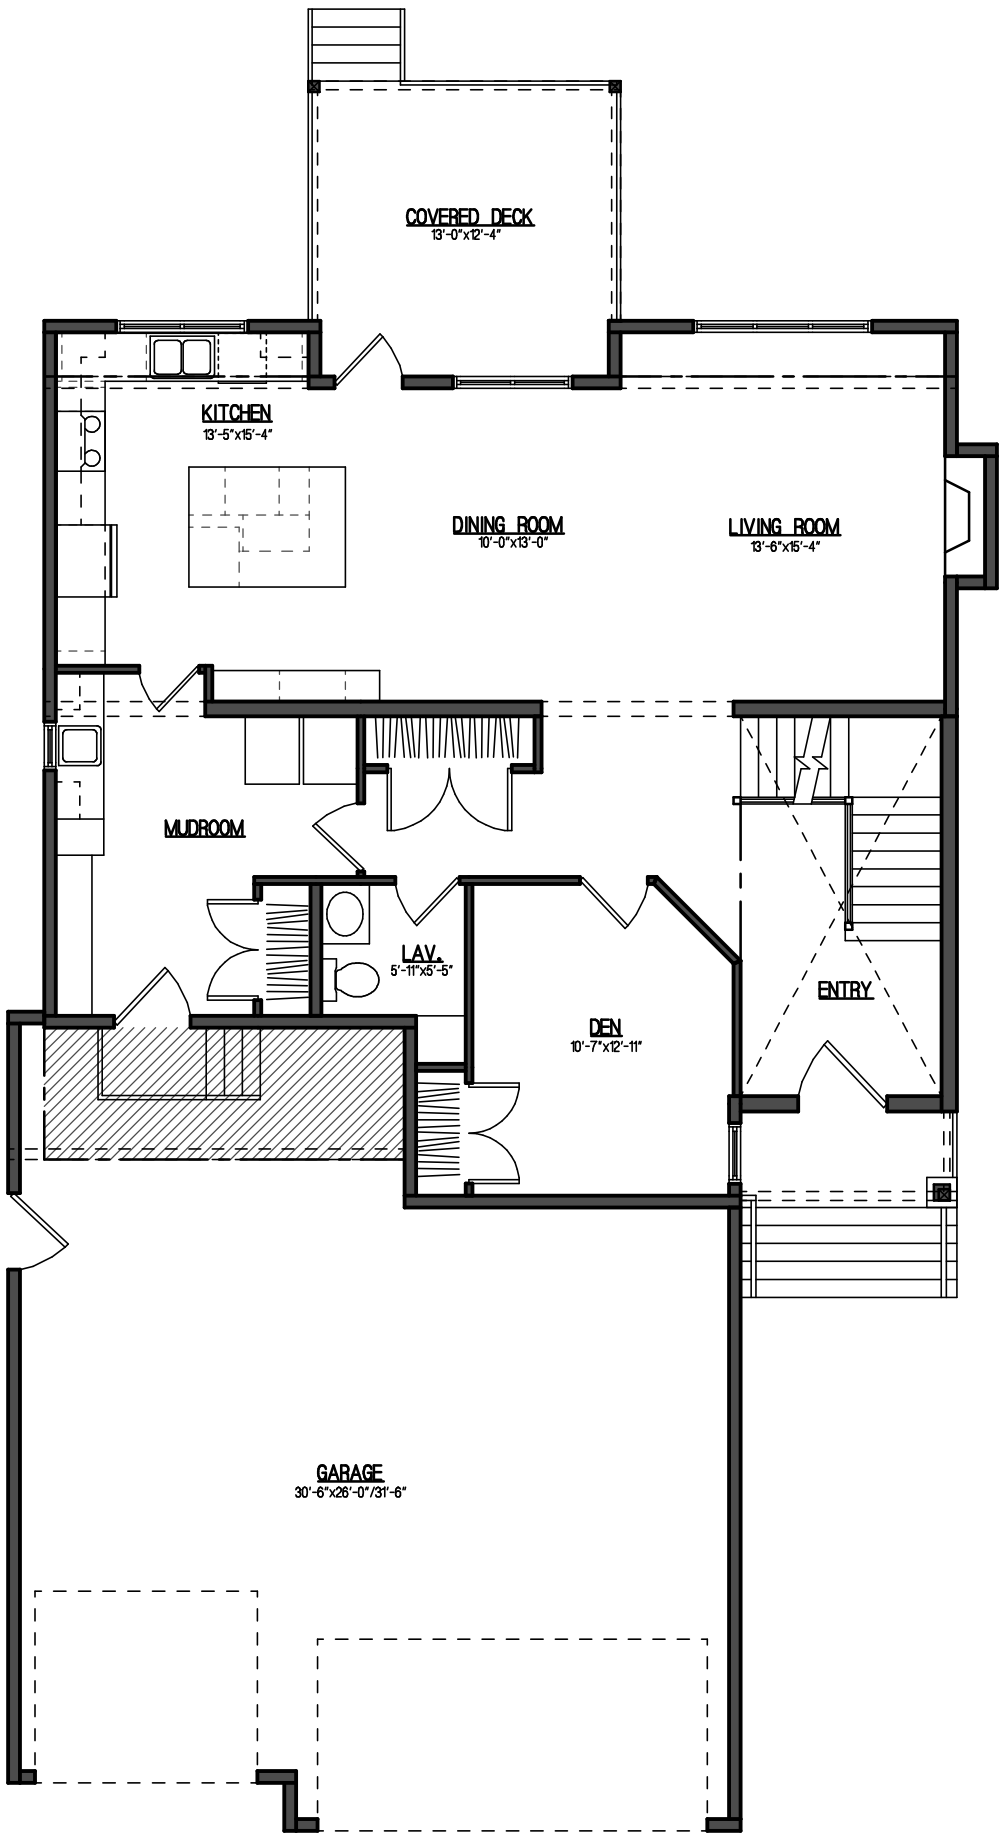 COVERED DECK
13'-0"x12'-4"
KITCHEN
13'-5"x15'-4"
DINING ROOM
10'-0"x13'-0"
LIVING ROOM
13'-6"x15'-4"
MUDROOM
LAV.
5'-11"x5'-5"
ENTRY
DEN
10'-7"x12'-11"
GARAGE
30'-6"x26'-0"/31'-6"